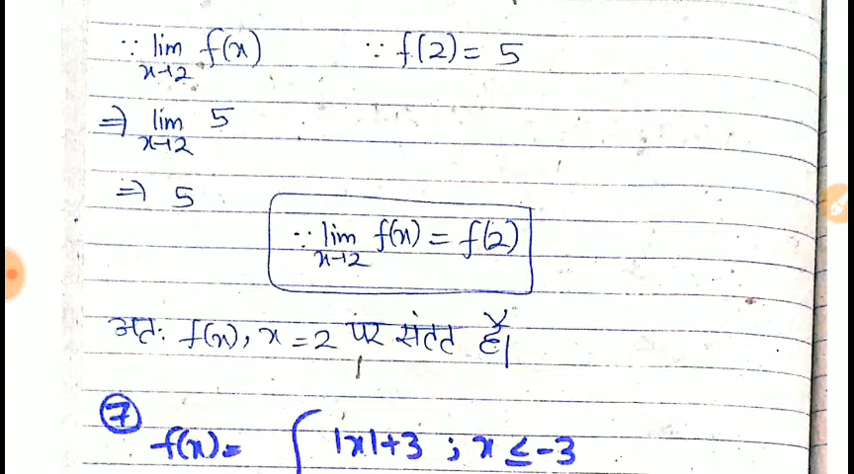 ∵ lim x→2 f(x) ∵ f(2) = 5
⇒ lim x→2 5
⇒ 5
∵ lim x→2 f(x) = f(2)
अतः f(x), x = 2 पर संतत है।
⑦ f(x) = { |x|+3 ; x ≤ -3